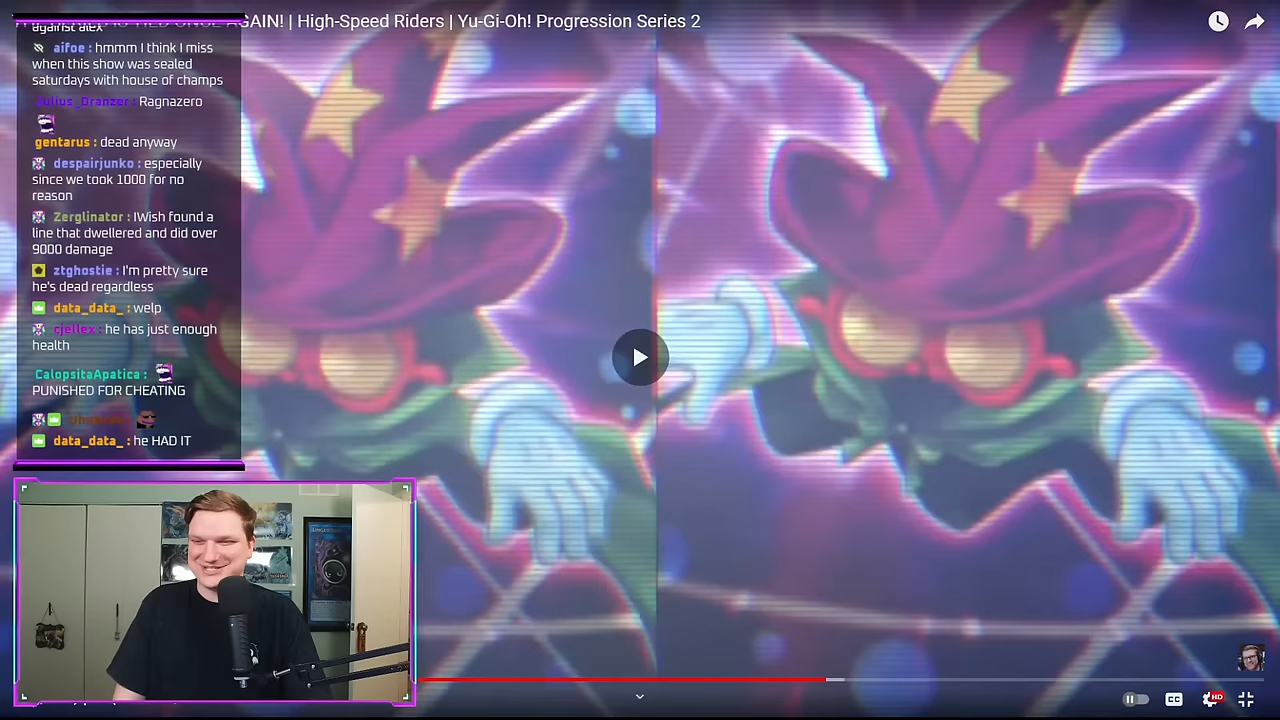 AGAIN! | High-Speed Riders | Yu-Gi-Oh! Progression Series 2
against alex
aifoe : hmmm I think I miss
when this show was sealed
saturdays with house of champs
Julius_Dranzer : Ragnazero
gentarus : dead anyway
despairjunko : especially
since we took 1000 for no
reason
Zerglinator : IWish found a
line that dwellered and did over
9000 damage
ztghostie : I'm pretty sure
he's dead regardless
data_data_ : welp
cjellex : he has just enough
health
CalopsitaApatica :
PUNISHED FOR CHEATING
data_data_ : he HAD IT
CC
HD